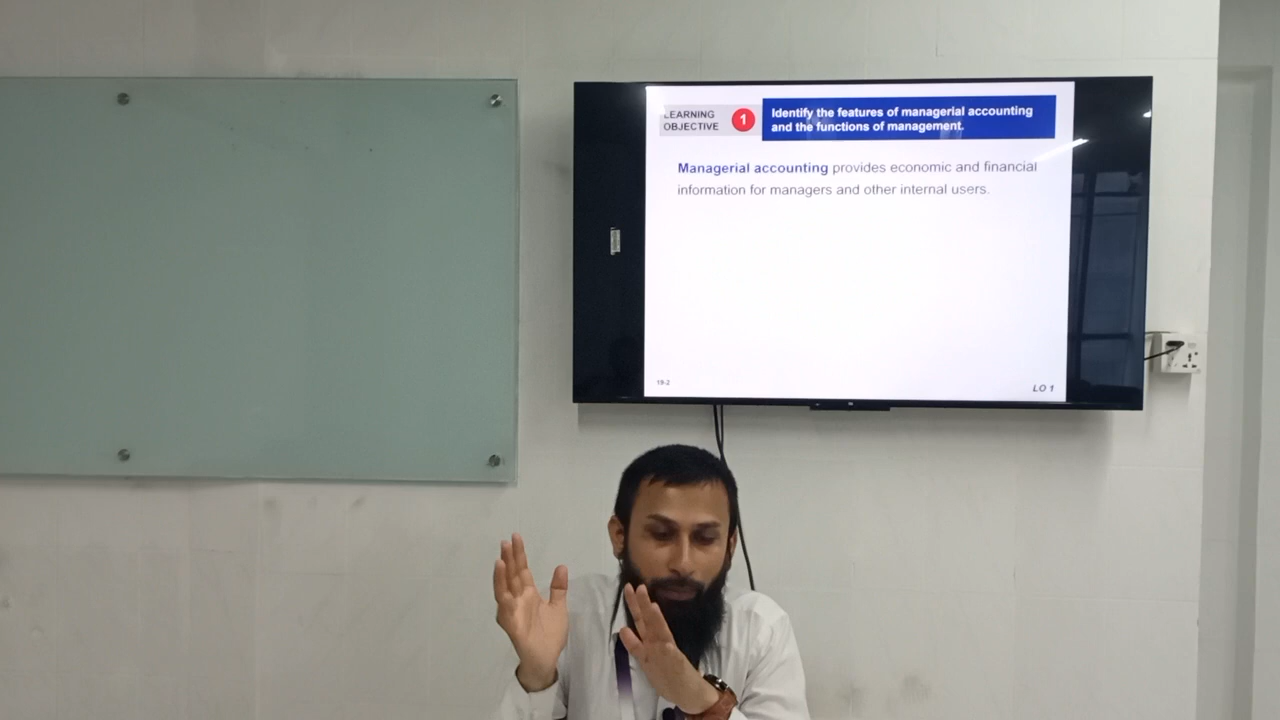 LEARNING
OBJECTIVE
1
Identify the features of managerial accounting
and the functions of management.
Managerial accounting provides economic and financial
information for managers and other internal users.
19-2
LO 1